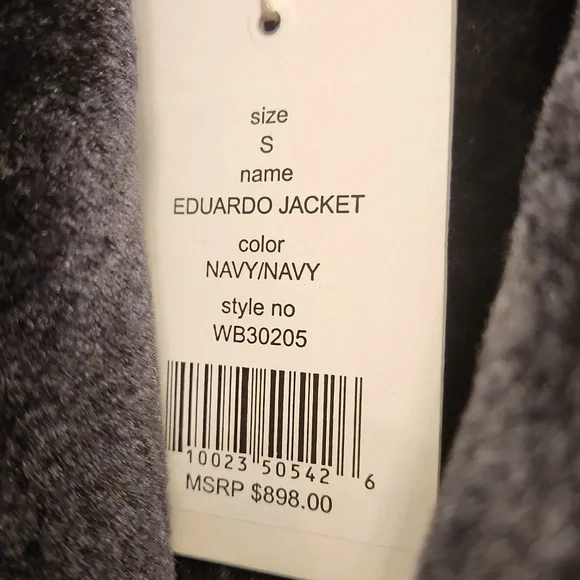 size
S
name
EDUARDO JACKET
color
NAVY/NAVY
style no
WB30205
10023 50542 6
MSRP $898.00